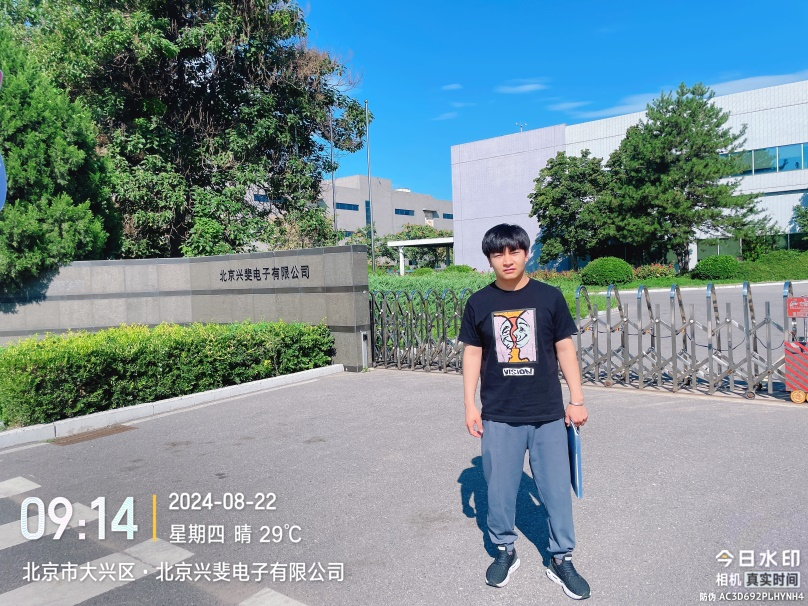 北京兴斐电子有限公司
VISION
09:14
2024-08-22
星期四 晴 29℃
北京市大兴区·北京兴斐电子有限公司
今日水印
相机 真实时间
防伪 AC3D692PLHYNH4